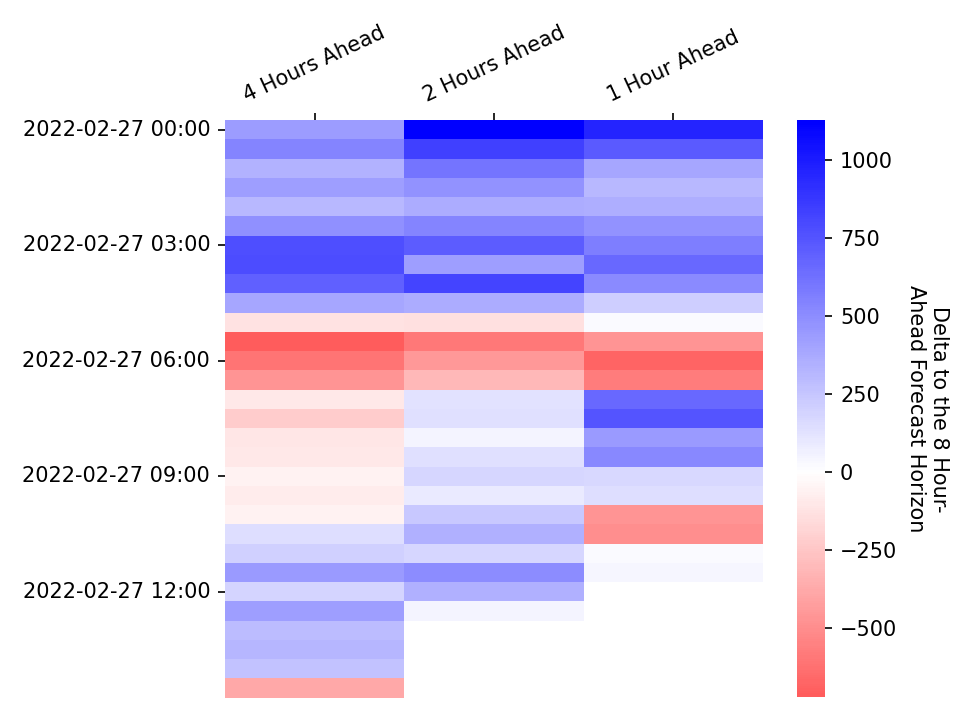 4 Hours Ahead
2 Hours Ahead
1 Hour Ahead
2022-02-27 00:00
2022-02-27 03:00
2022-02-27 06:00
2022-02-27 09:00
2022-02-27 12:00
1000
750
500
250
0
−250
−500
Delta to the 8 Hour-
Ahead Forecast Horizon